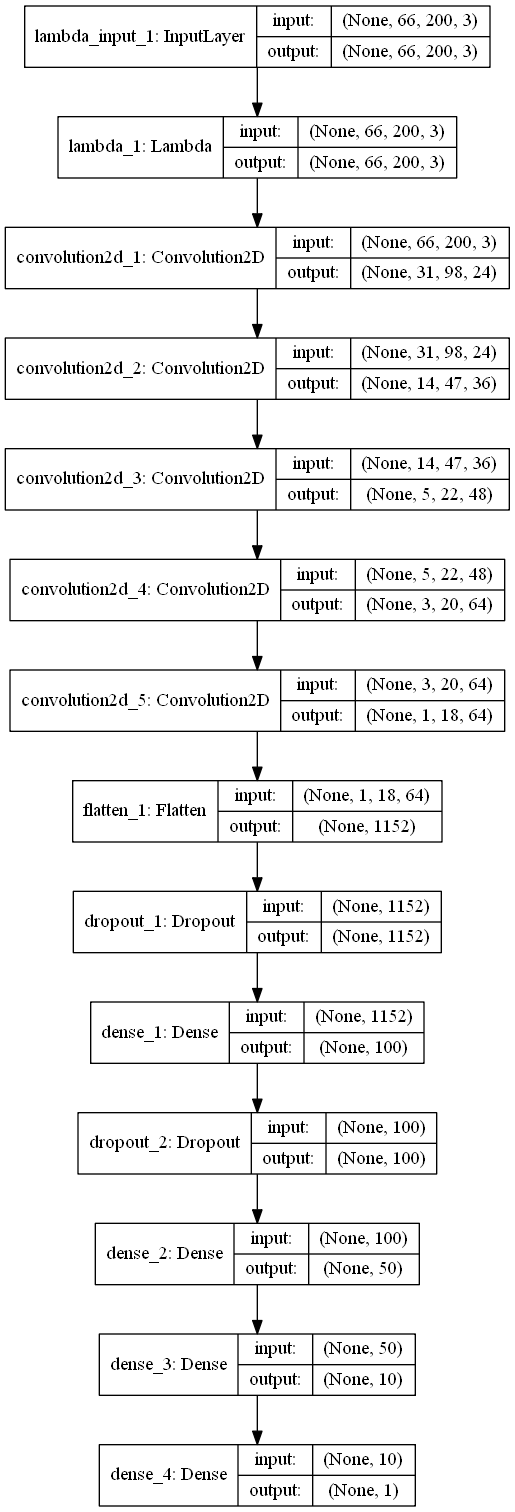 lambda_input_1: InputLayer
input: (None, 66, 200, 3)
output: (None, 66, 200, 3)
lambda_1: Lambda
input: (None, 66, 200, 3)
output: (None, 66, 200, 3)
convolution2d_1: Convolution2D
input: (None, 66, 200, 3)
output: (None, 31, 98, 24)
convolution2d_2: Convolution2D
input: (None, 31, 98, 24)
output: (None, 14, 47, 36)
convolution2d_3: Convolution2D
input: (None, 14, 47, 36)
output: (None, 5, 22, 48)
convolution2d_4: Convolution2D
input: (None, 5, 22, 48)
output: (None, 3, 20, 64)
convolution2d_5: Convolution2D
input: (None, 3, 20, 64)
output: (None, 1, 18, 64)
flatten_1: Flatten
input: (None, 1, 18, 64)
output: (None, 1152)
dropout_1: Dropout
input: (None, 1152)
output: (None, 1152)
dense_1: Dense
input: (None, 1152)
output: (None, 100)
dropout_2: Dropout
input: (None, 100)
output: (None, 100)
dense_2: Dense
input: (None, 100)
output: (None, 50)
dense_3: Dense
input: (None, 50)
output: (None, 10)
dense_4: Dense
input: (None, 10)
output: (None, 1)